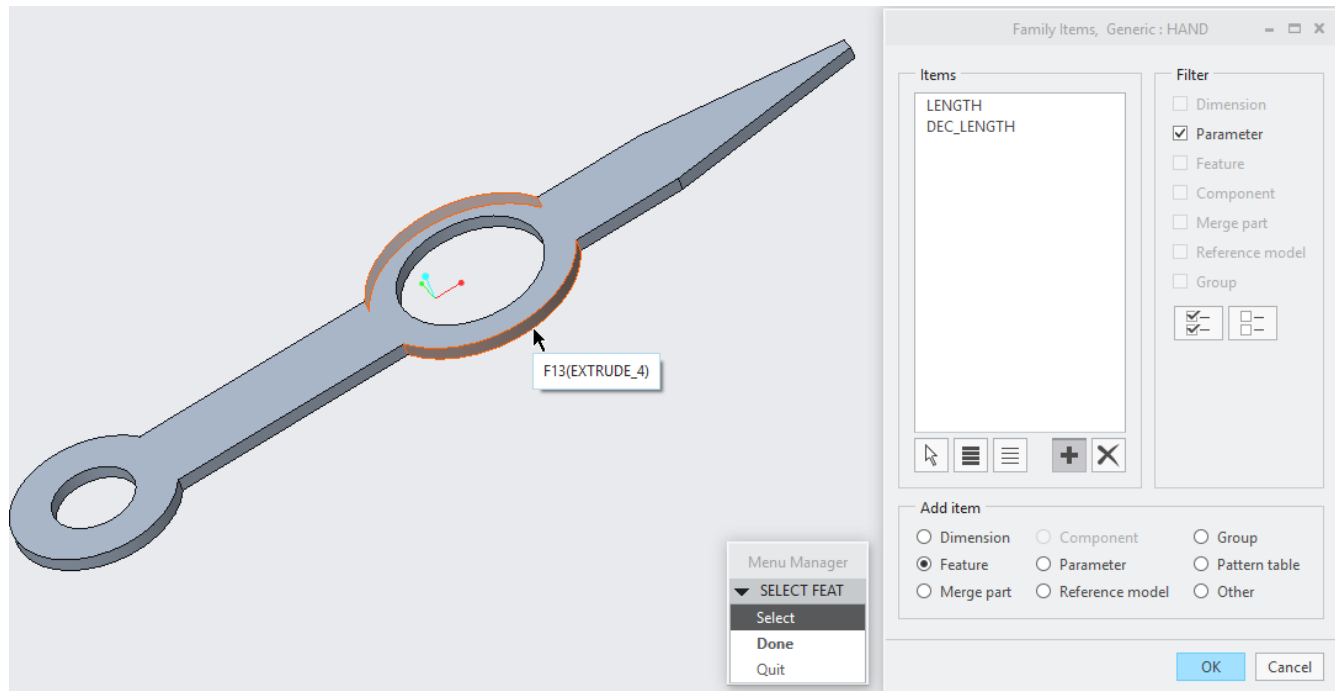 Family Items, Generic : HAND
Items
LENGTH
DEC_LENGTH
Filter
Dimension
Parameter
Feature
Component
Merge part
Reference model
Group
F13(EXTRUDE_4)
Add item
Dimension Component Group
Feature Parameter Pattern table
Merge part Reference model Other
Menu Manager
SELECT FEAT
Select
Done
Quit
OK Cancel